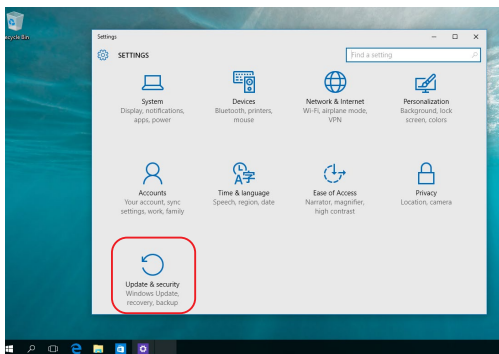 Recycle Bin
Settings
SETTINGS
Find a setting
System
Display, notifications,
apps, power
Devices
Bluetooth, printers,
mouse
Network & Internet
Wi-Fi, airplane mode,
VPN
Personalization
Background, lock
screen, colors
Accounts
Your account, sync
settings, work, family
Time & language
Speech, region, date
Ease of Access
Narrator, magnifier,
high contrast
Privacy
Location, camera
Update & security
Windows Update,
recovery, backup